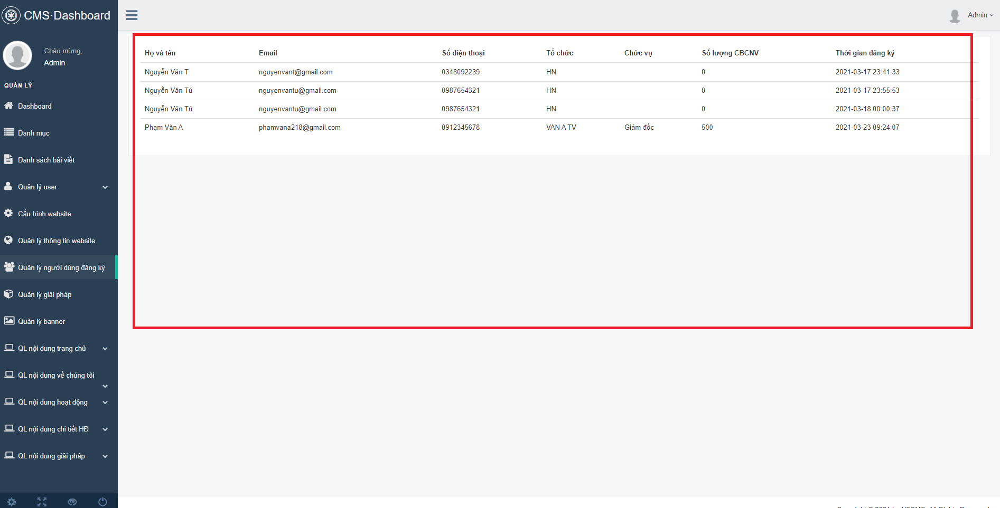 CMS·Dashboard
Admin
Chào mừng,
Admin
QUẢN LÝ
Dashboard
Danh mục
Danh sách bài viết
Quản lý user
Cấu hình website
Quản lý thông tin website
Quản lý người dùng đăng ký
Quản lý giải pháp
Quản lý banner
QL nội dung trang chủ
QL nội dung về chúng tôi
QL nội dung hoạt động
QL nội dung chi tiết HĐ
QL nội dung giải pháp
Họ và tên Email Số điện thoại Tổ chức Chức vụ Số lượng CBCNV Thời gian đăng ký
Nguyễn Văn T nguyenvant@gmail.com 0348092239 HN 0 2021-03-17 23:41:33
Nguyễn Văn Tú nguyenvantu@gmail.com 0987654321 HN 0 2021-03-17 23:55:53
Nguyễn Văn Tú nguyenvantu@gmail.com 0987654321 HN 0 2021-03-18 00:00:37
Phạm Văn A phamvana218@gmail.com 0912345678 VAN A TV Giám đốc 500 2021-03-23 09:24:07